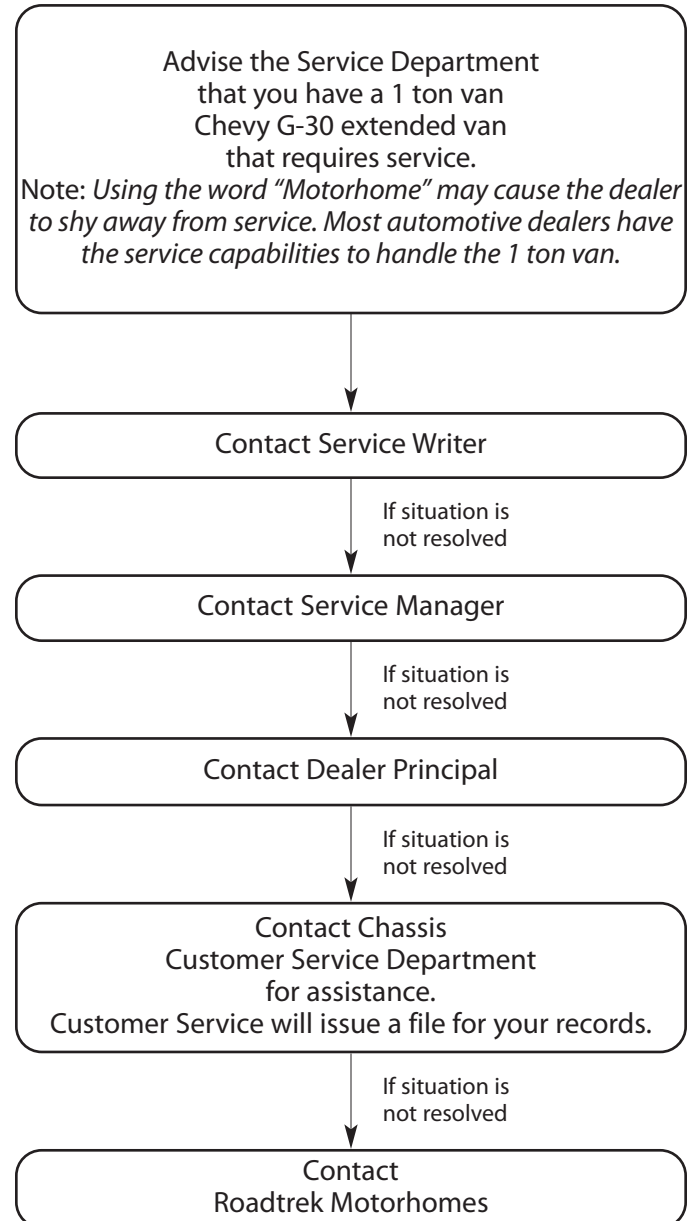 Advise the Service Department
that you have a 1 ton van
Chevy G-30 extended van
that requires service.
Note: Using the word “Motorhome” may cause the dealer
to shy away from service. Most automotive dealers have
the service capabilities to handle the 1 ton van.
Contact Service Writer
If situation is
not resolved
Contact Service Manager
If situation is
not resolved
Contact Dealer Principal
If situation is
not resolved
Contact Chassis
Customer Service Department
for assistance.
Customer Service will issue a file for your records.
If situation is
not resolved
Contact
Roadtrek Motorhomes